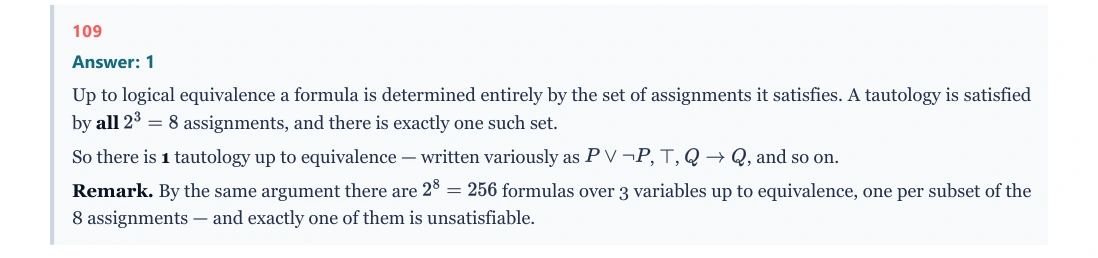 109
Answer: 1
Up to logical equivalence a formula is determined entirely by the set of assignments it satisfies. A tautology is satisfied
by all 2³ = 8 assignments, and there is exactly one such set.
So there is 1 tautology up to equivalence — written variously as P ∨ ¬P, ⊤, Q → Q, and so on.
Remark. By the same argument there are 2⁸ = 256 formulas over 3 variables up to equivalence, one per subset of the
8 assignments — and exactly one of them is unsatisfiable.